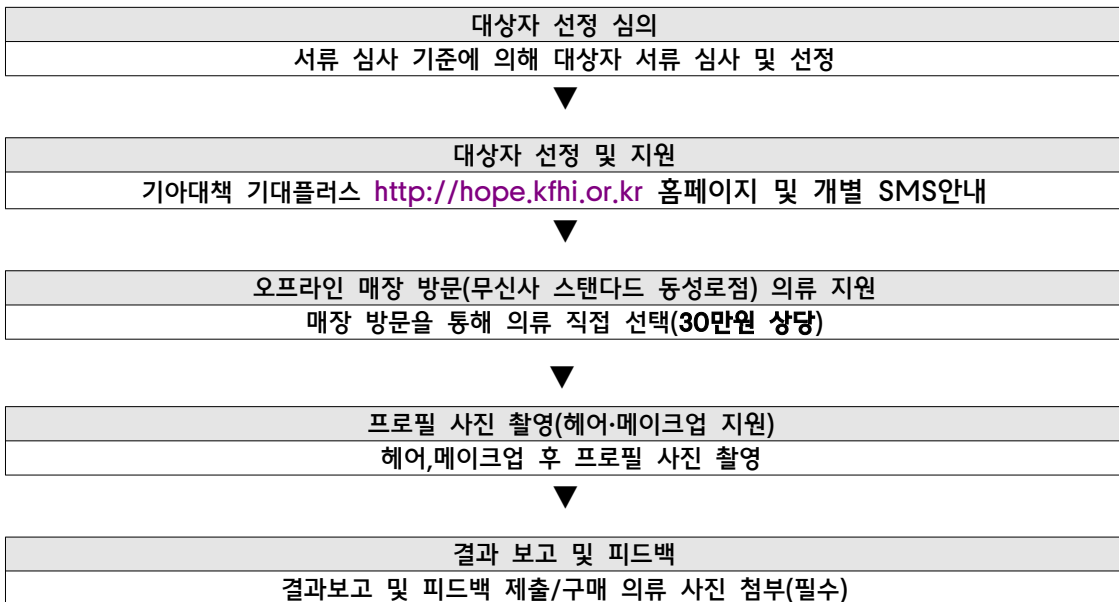 대상자 선정 심의
서류 심사 기준에 의해 대상자 서류 심사 및 선정
▼
대상자 선정 및 지원
기아대책 기대플러스 http://hope.kfhi.or.kr 홈페이지 및 개별 SMS안내
▼
오프라인 매장 방문(무신사 스탠다드 동성로점) 의류 지원
매장 방문을 통해 의류 직접 선택(30만원 상당)
▼
프로필 사진 촬영(헤어·메이크업 지원)
헤어,메이크업 후 프로필 사진 촬영
▼
결과 보고 및 피드백
결과보고 및 피드백 제출/구매 의류 사진 첨부(필수)